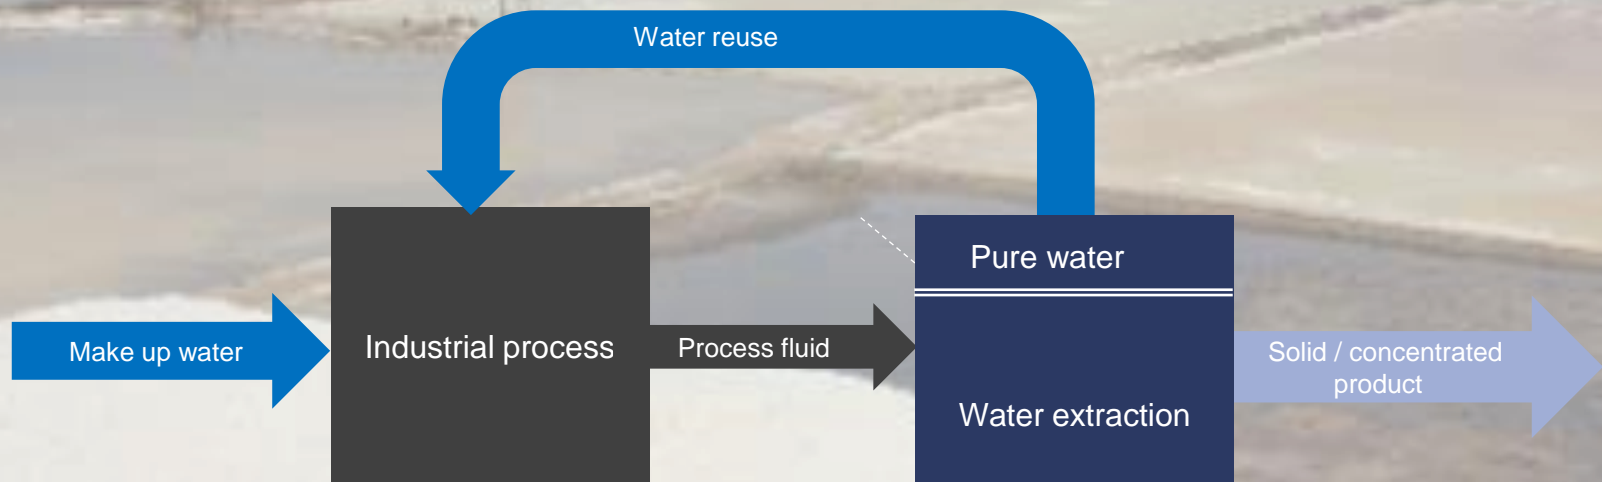 Water reuse
Pure water
Make up water
Industrial process
Process fluid
Solid / concentrated
product
Water extraction